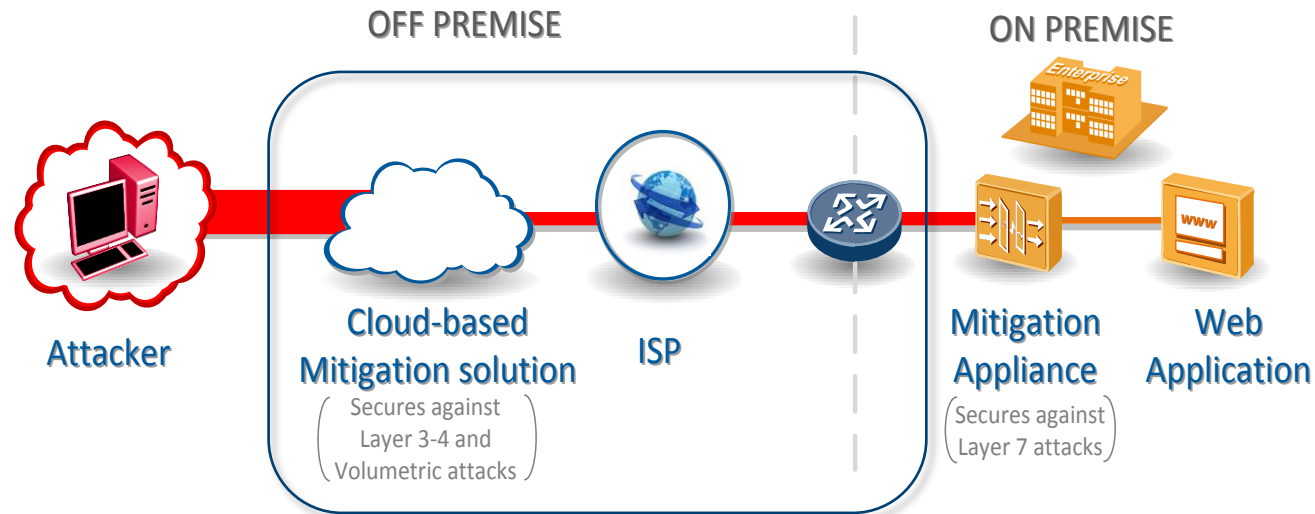 OFF PREMISE
ON PREMISE
Enterprise
www
Attacker
Cloud-based
Mitigation solution
(Secures against
Layer 3-4 and
Volumetric attacks)
ISP
Mitigation
Appliance
(Secures against
Layer 7 attacks)
Web
Application